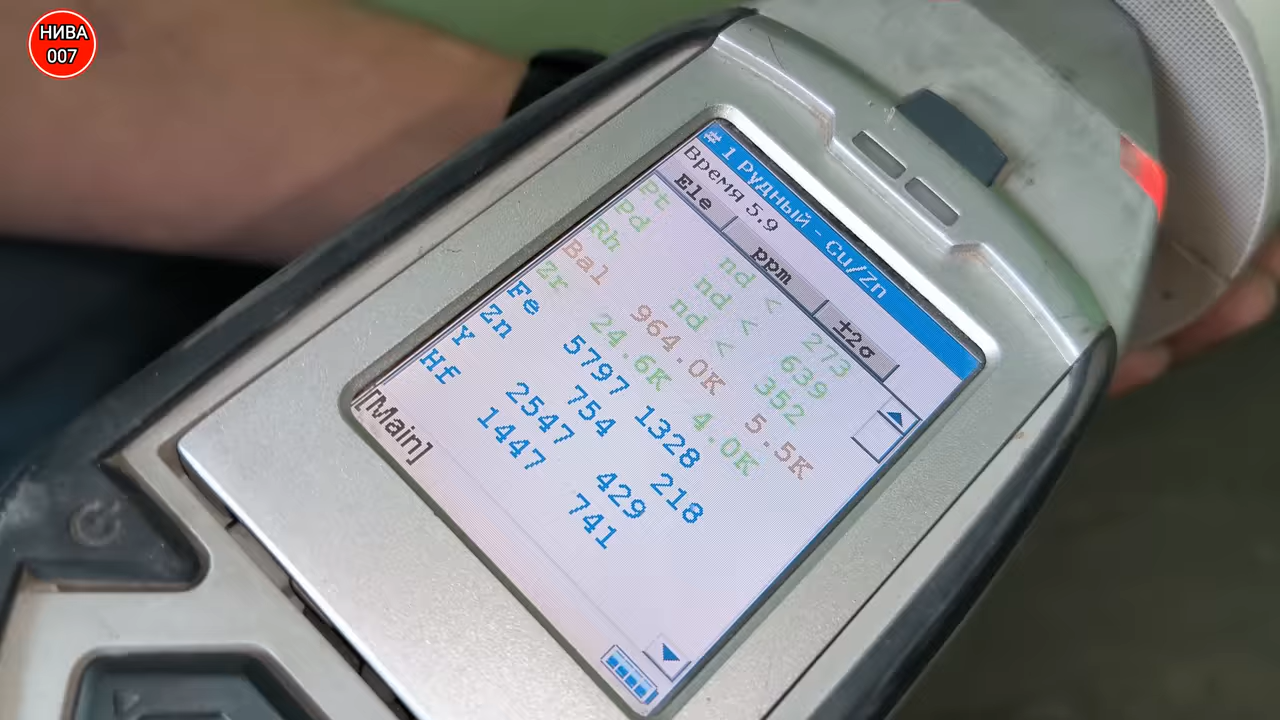 НИВА
007
# 1 Рудный - Cu/Zn
Время 5.9
Ele ppm ±2σ
Pt nd < 273
Pd nd < 639
Rh nd < 352
Bal 964.0K 5.5K
Zr 24.6K 4.0K
Fe 5797 1328
Zn 754 218
Y 2547 429
Hf 1447 741
[Main]